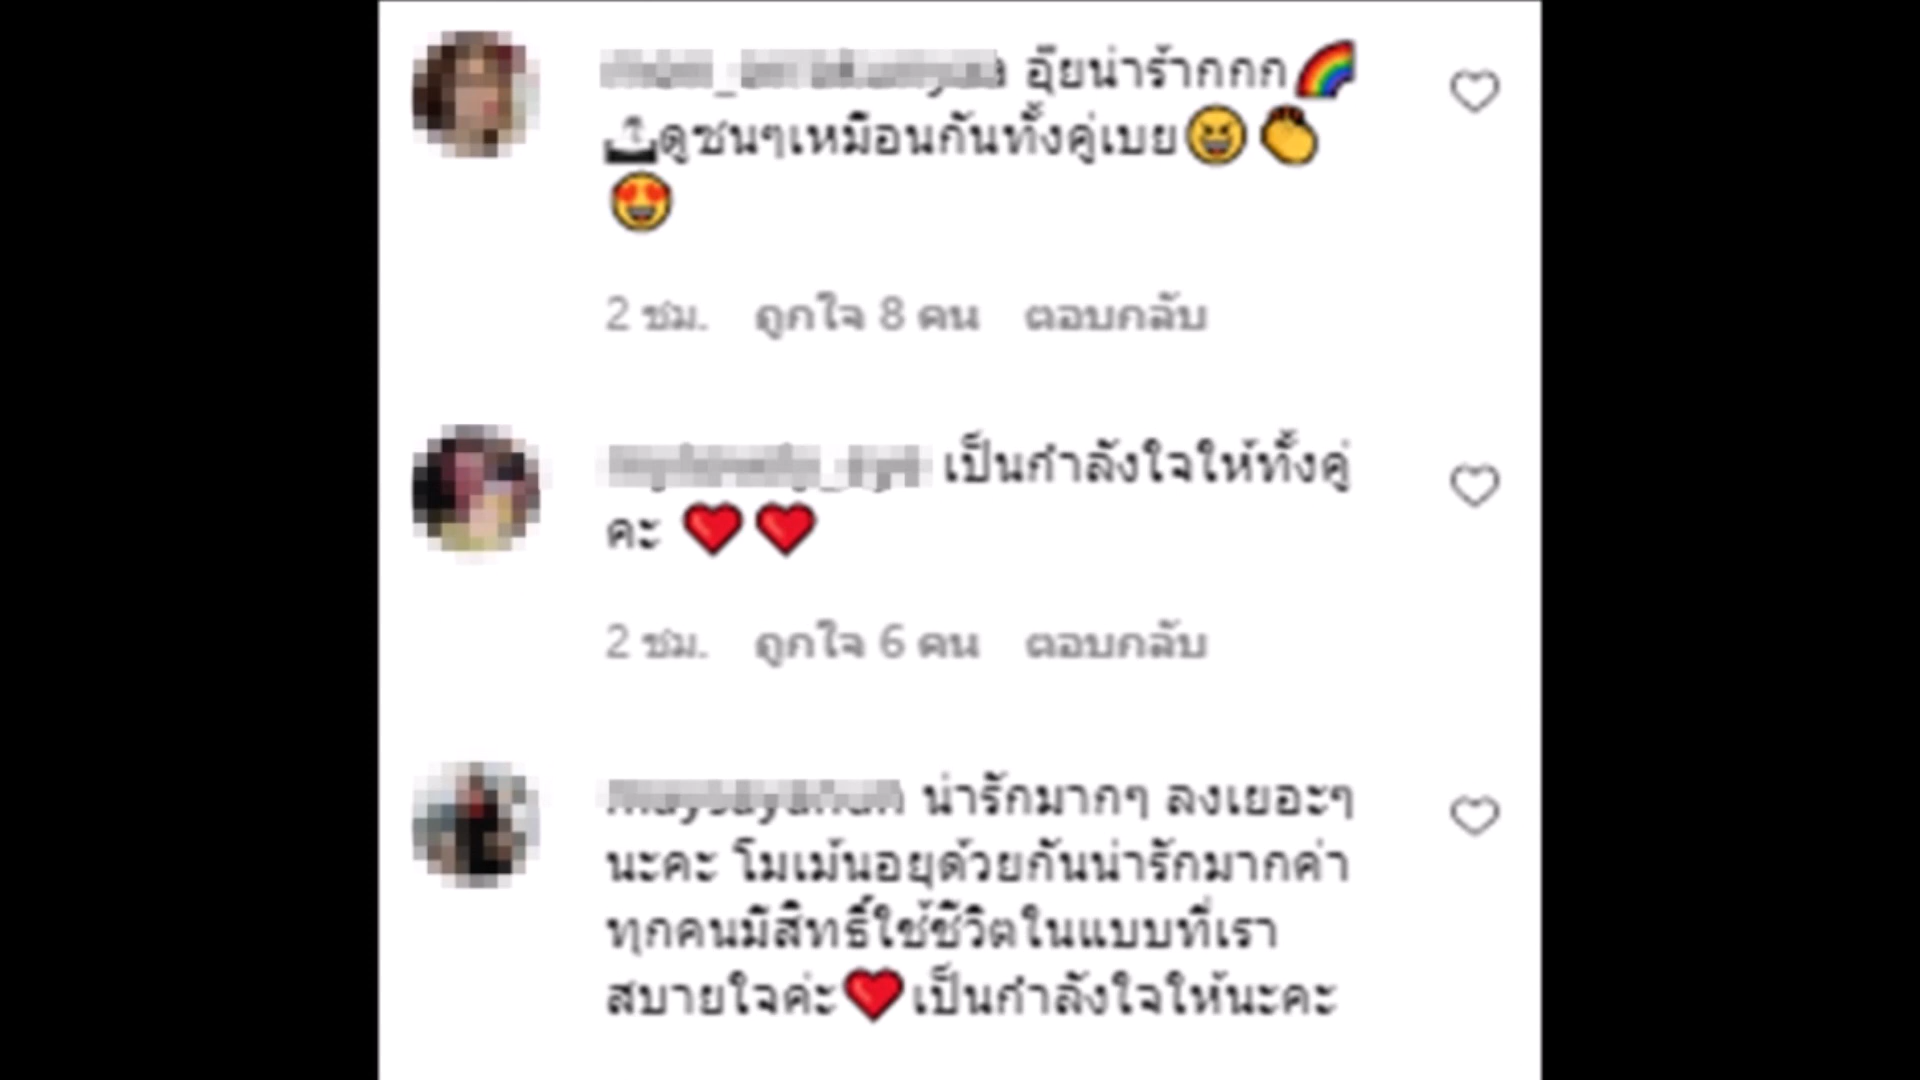 อุ๊ยน่าร้ากกก🌈
ดูซนๆเหมือนกันทั้งคู่เบย😆👏
😍
2 ชม. ถูกใจ 8 คน ตอบกลับ
เป็นกำลังใจให้ทั้งคู่
คะ ❤️❤️
2 ชม. ถูกใจ 6 คน ตอบกลับ
น่ารักมากๆ ลงเยอะๆ
นะคะ โมเม้นอยุด้วยกันน่ารักมากค่า
ทุกคนมีสิทธิ์ใช้ชีวิตในแบบที่เรา
สบายใจค่ะ❤️เป็นกำลังใจให้นะคะ